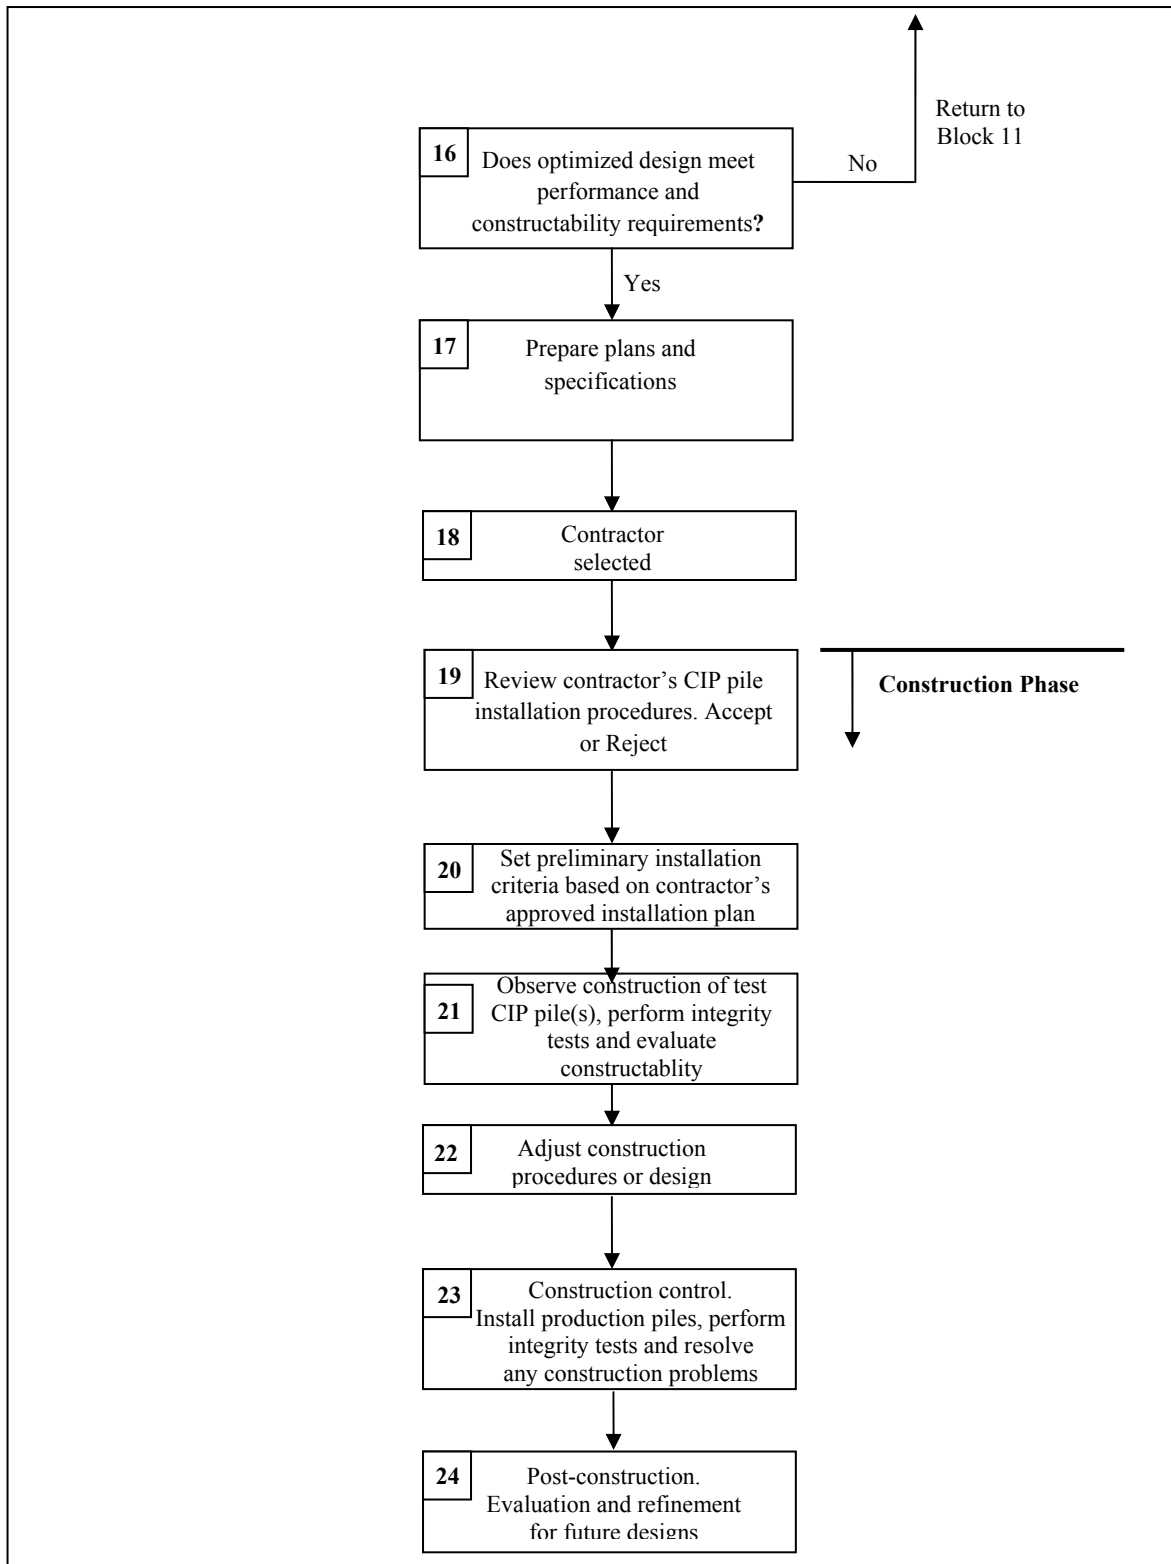 Return to
Block 11
16
Does optimized design meet
performance and
constructability requirements?
No
Yes
17
Prepare plans and
specifications
18
Contractor
selected
19
Review contractor’s CIP pile
installation procedures. Accept
or Reject
Construction Phase
20
Set preliminary installation
criteria based on contractor’s
approved installation plan
21
Observe construction of test
CIP pile(s), perform integrity
tests and evaluate
constructablity
22
Adjust construction
procedures or design
23
Construction control.
Install production piles, perform
integrity tests and resolve
any construction problems
24
Post-construction.
Evaluation and refinement
for future designs